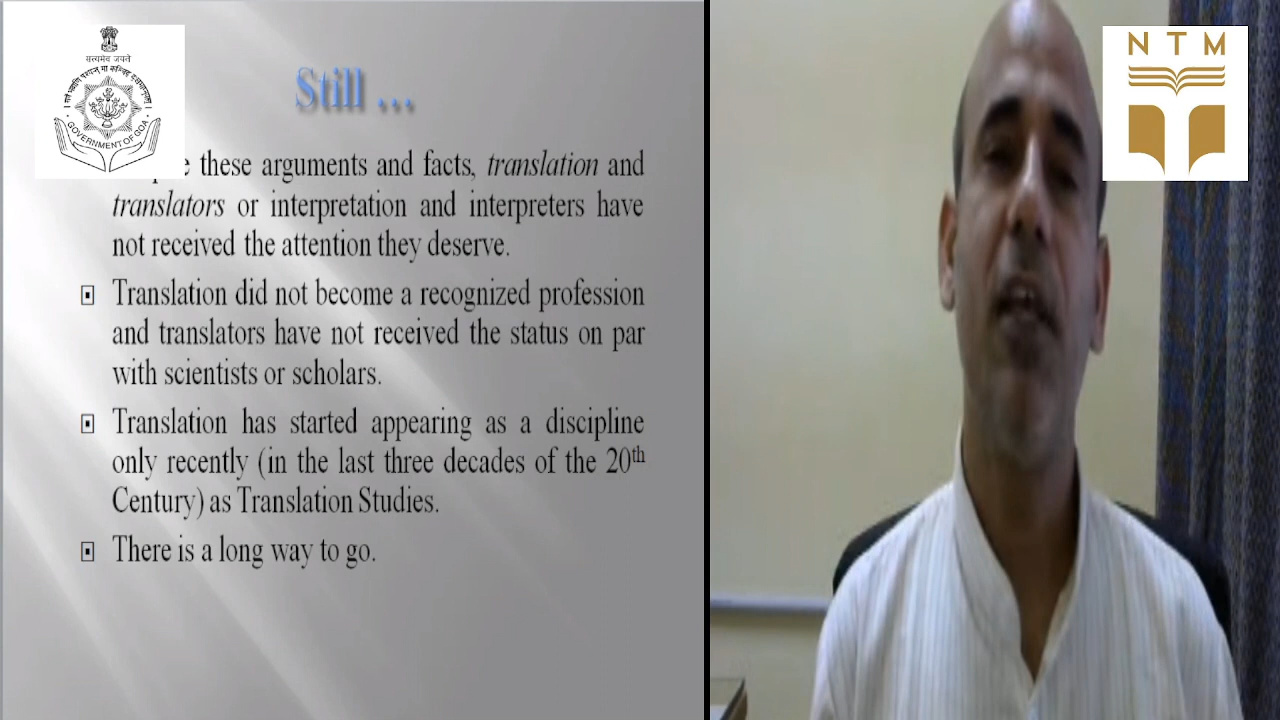 सत्यमेव जयते
GOVERNMENT OF GOA
Still ...
these arguments and facts, translation and
translators or interpretation and interpreters have
not received the attention they deserve.
Translation did not become a recognized profession
and translators have not received the status on par
with scientists or scholars.
Translation has started appearing as a discipline
only recently (in the last three decades of the 20th
Century) as Translation Studies.
There is a long way to go.
NTM